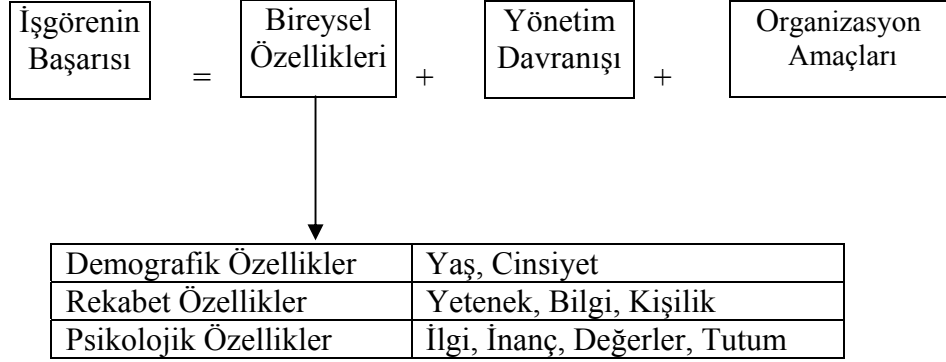 İşgörenin
Başarısı
=
Bireysel
Özellikleri
+
Yönetim
Davranışı
+
Organizasyon
Amaçları
Demografik Özellikler Yaş, Cinsiyet
Rekabet Özellikler Yetenek, Bilgi, Kişilik
Psikolojik Özellikler İlgi, İnanç, Değerler, Tutum